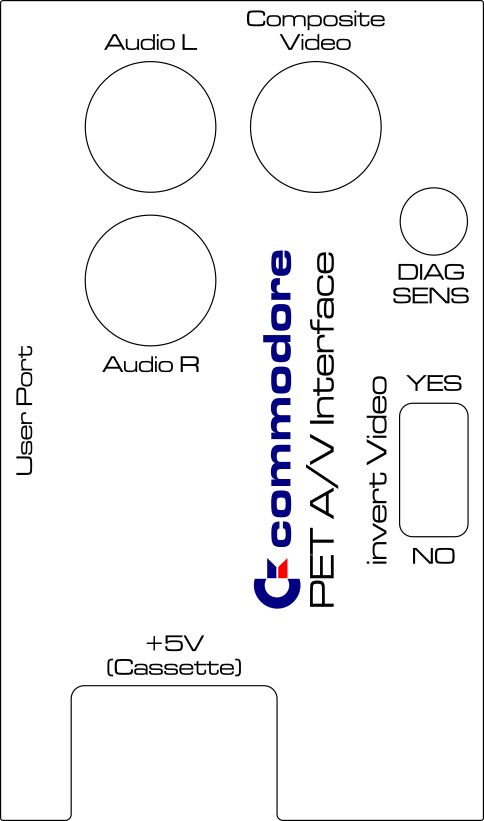 Composite
Video
Audio L
DIAG
SENS
Audio R
commodore
PET A/V Interface
User Port
YES
invert Video
NO
+5V
(Cassette)